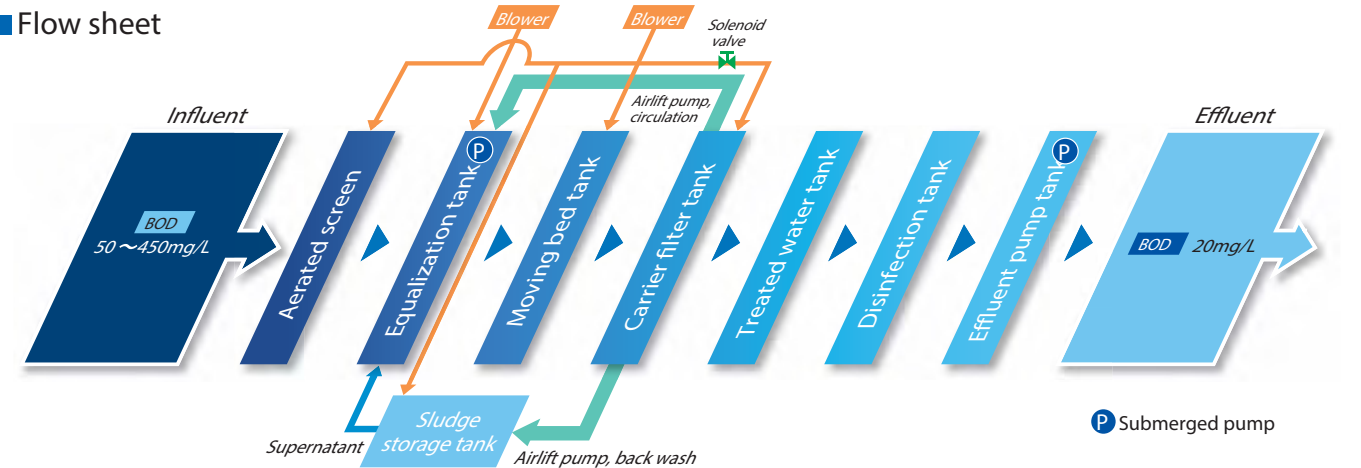 Flow sheet
Blower
Blower
Solenoid
valve
Airlift pump,
circulation
Influent
BOD
50～450mg/L
Aerated screen
Equalization tank
P
Moving bed tank
Carrier filter tank
Treated water tank
Disinfection tank
Effluent pump tank
P
Effluent
BOD 20mg/L
Supernatant
Sludge
storage tank
Airlift pump, back wash
P Submerged pump